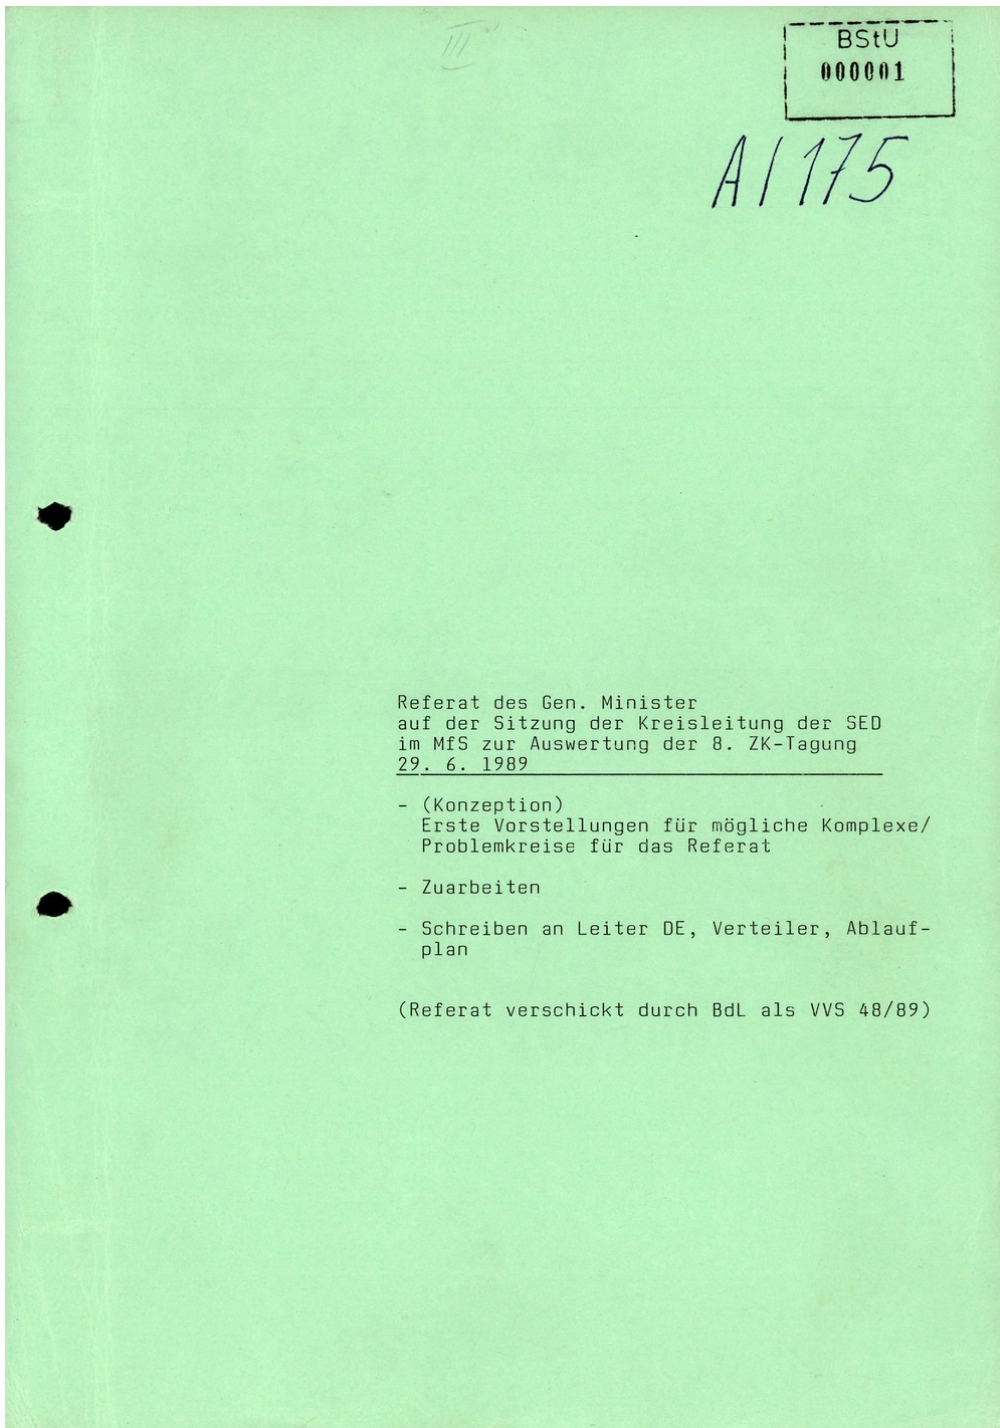 III
BStU
000001
A/175
Referat des Gen. Minister
auf der Sitzung der Kreisleitung der SED
im MfS zur Auswertung der 8. ZK-Tagung
29. 6. 1989
- (Konzeption)
Erste Vorstellungen für mögliche Komplexe/
Problemkreise für das Referat
- Zuarbeiten
- Schreiben an Leiter DE, Verteiler, Ablauf-
plan
(Referat verschickt durch BdL als VVS 48/89)